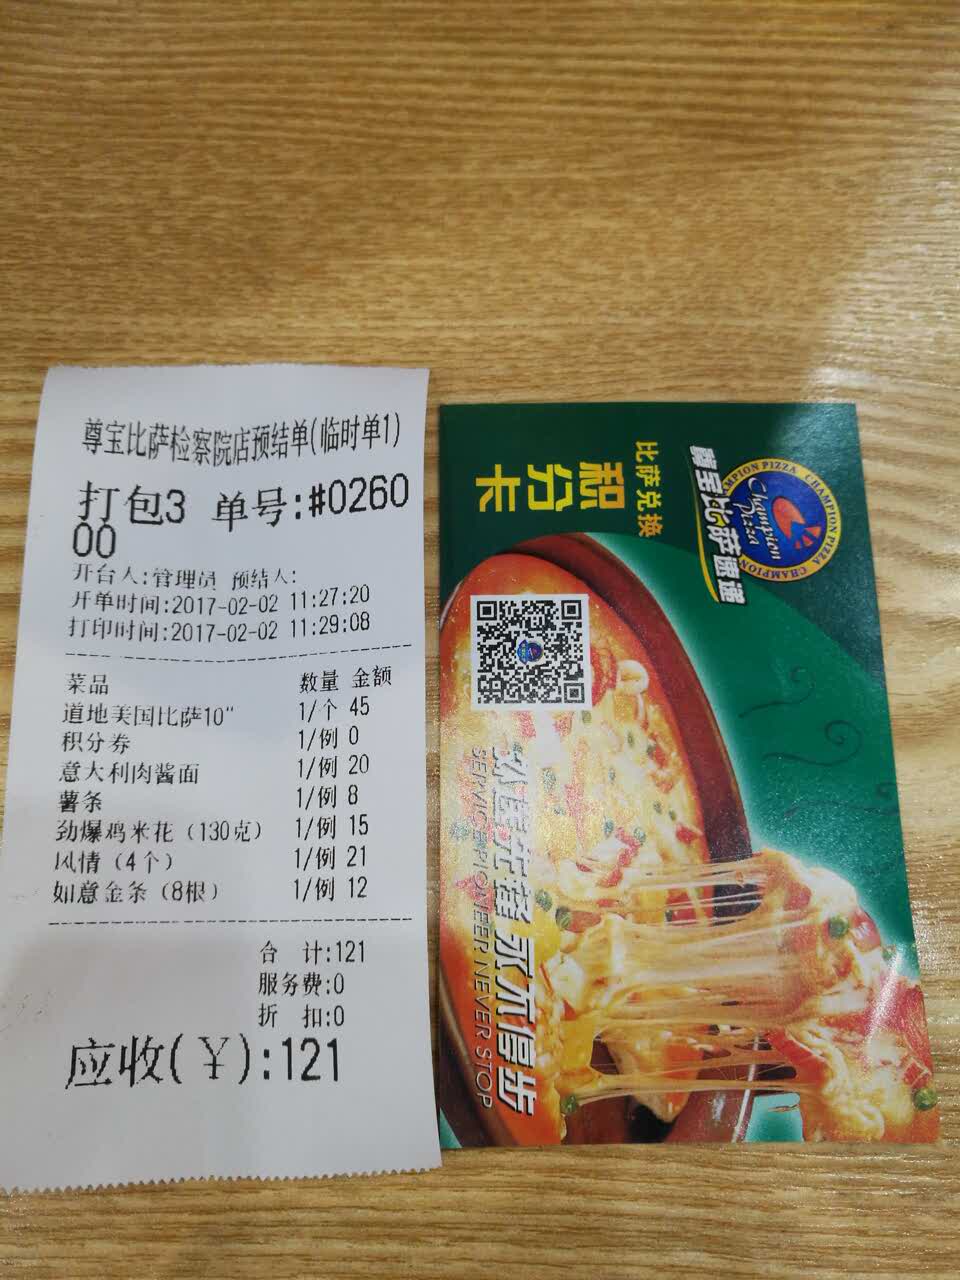 尊宝比萨检察院店预结单(临时单1)
打包3 单号:#0260
00
开台人:管理员 预结人:
开单时间:2017-02-02 11:27:20
打印时间:2017-02-02 11:29:08
菜品 数量 金额
道地美国比萨10" 1/个 45
积分券 1/例 0
意大利肉酱面 1/例 20
薯条 1/例 8
劲爆鸡米花（130克） 1/例 15
风情（4个） 1/例 21
如意金条（8根） 1/例 12
合 计:121
服务费:0
折 扣:0
应收(￥):121
比萨兑换
积分卡
尊宝比萨速递
CHAMPION PIZZA CHAMPION PIZZA CHAMPION
Champion
Pizza
服务先锋 永不停步
SERVICE PIONEER NEVER STOP